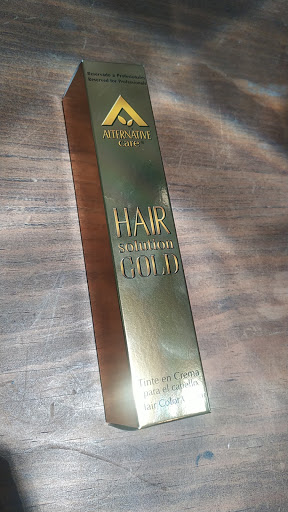 Reservado a Profesionales
Reserved for Professionals
ALTERNATIVE
care
HAIR
solution
GOLD
Tinte en Crema
para el cabello
Hair Color